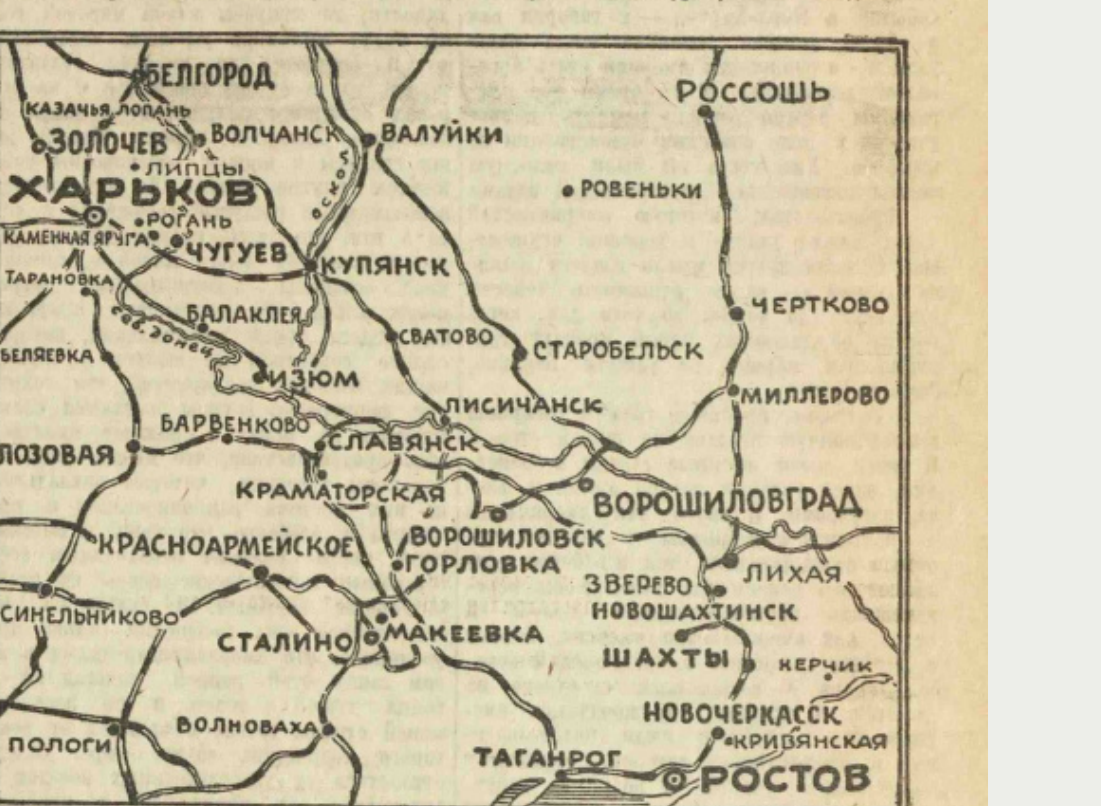 БЕЛГОРОД
РОССОШЬ
КАЗАЧЬЯ ЛОПАНЬ
ЗОЛОЧЕВ
ВОЛЧАНСК
ВАЛУЙКИ
ЛИПЦЫ
ХАРЬКОВ
ОСКОЛ
РОВЕНЬКИ
РОГАНЬ
КАМЕННАЯ ЯРУГА
ЧУГУЕВ
КУПЯНСК
ТАРАНОВКА
БАЛАКЛЕЯ
ЧЕРТКОВО
СЕВ. ДОНЕЦ
СВАТОВО
БЕЛЯЕВКА
СТАРОБЕЛЬСК
ИЗЮМ
МИЛЛЕРОВО
ЛИСИЧАНСК
БАРВЕНКОВО
СЛАВЯНСК
ЛОЗОВАЯ
КРАМАТОРСКАЯ
ВОРОШИЛОВГРАД
ВОРОШИЛОВСК
КРАСНОАРМЕЙСКОЕ
ГОРЛОВКА
ЛИХАЯ
ЗВЕРЕВО
СИНЕЛЬНИКОВО
НОВОШАХТИНСК
СТАЛИНО
МАКЕЕВКА
ШАХТЫ
КЕРЧИК
НОВОЧЕРКАССК
ВОЛНОВАХА
КРИВЯНСКАЯ
ПОЛОГИ
ТАГАНРОГ
РОСТОВ